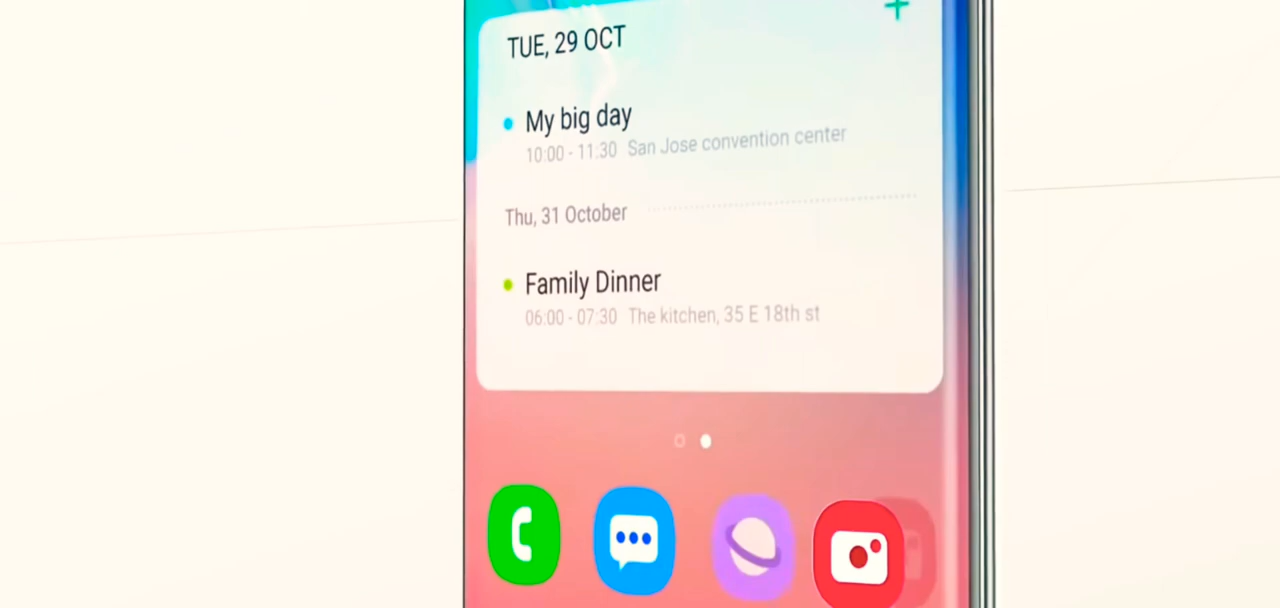 TUE, 29 OCT
My big day
10:00 - 11:30 San Jose convention center
Thu, 31 October
Family Dinner
06:00 - 07:30 The kitchen, 35 E 18th st